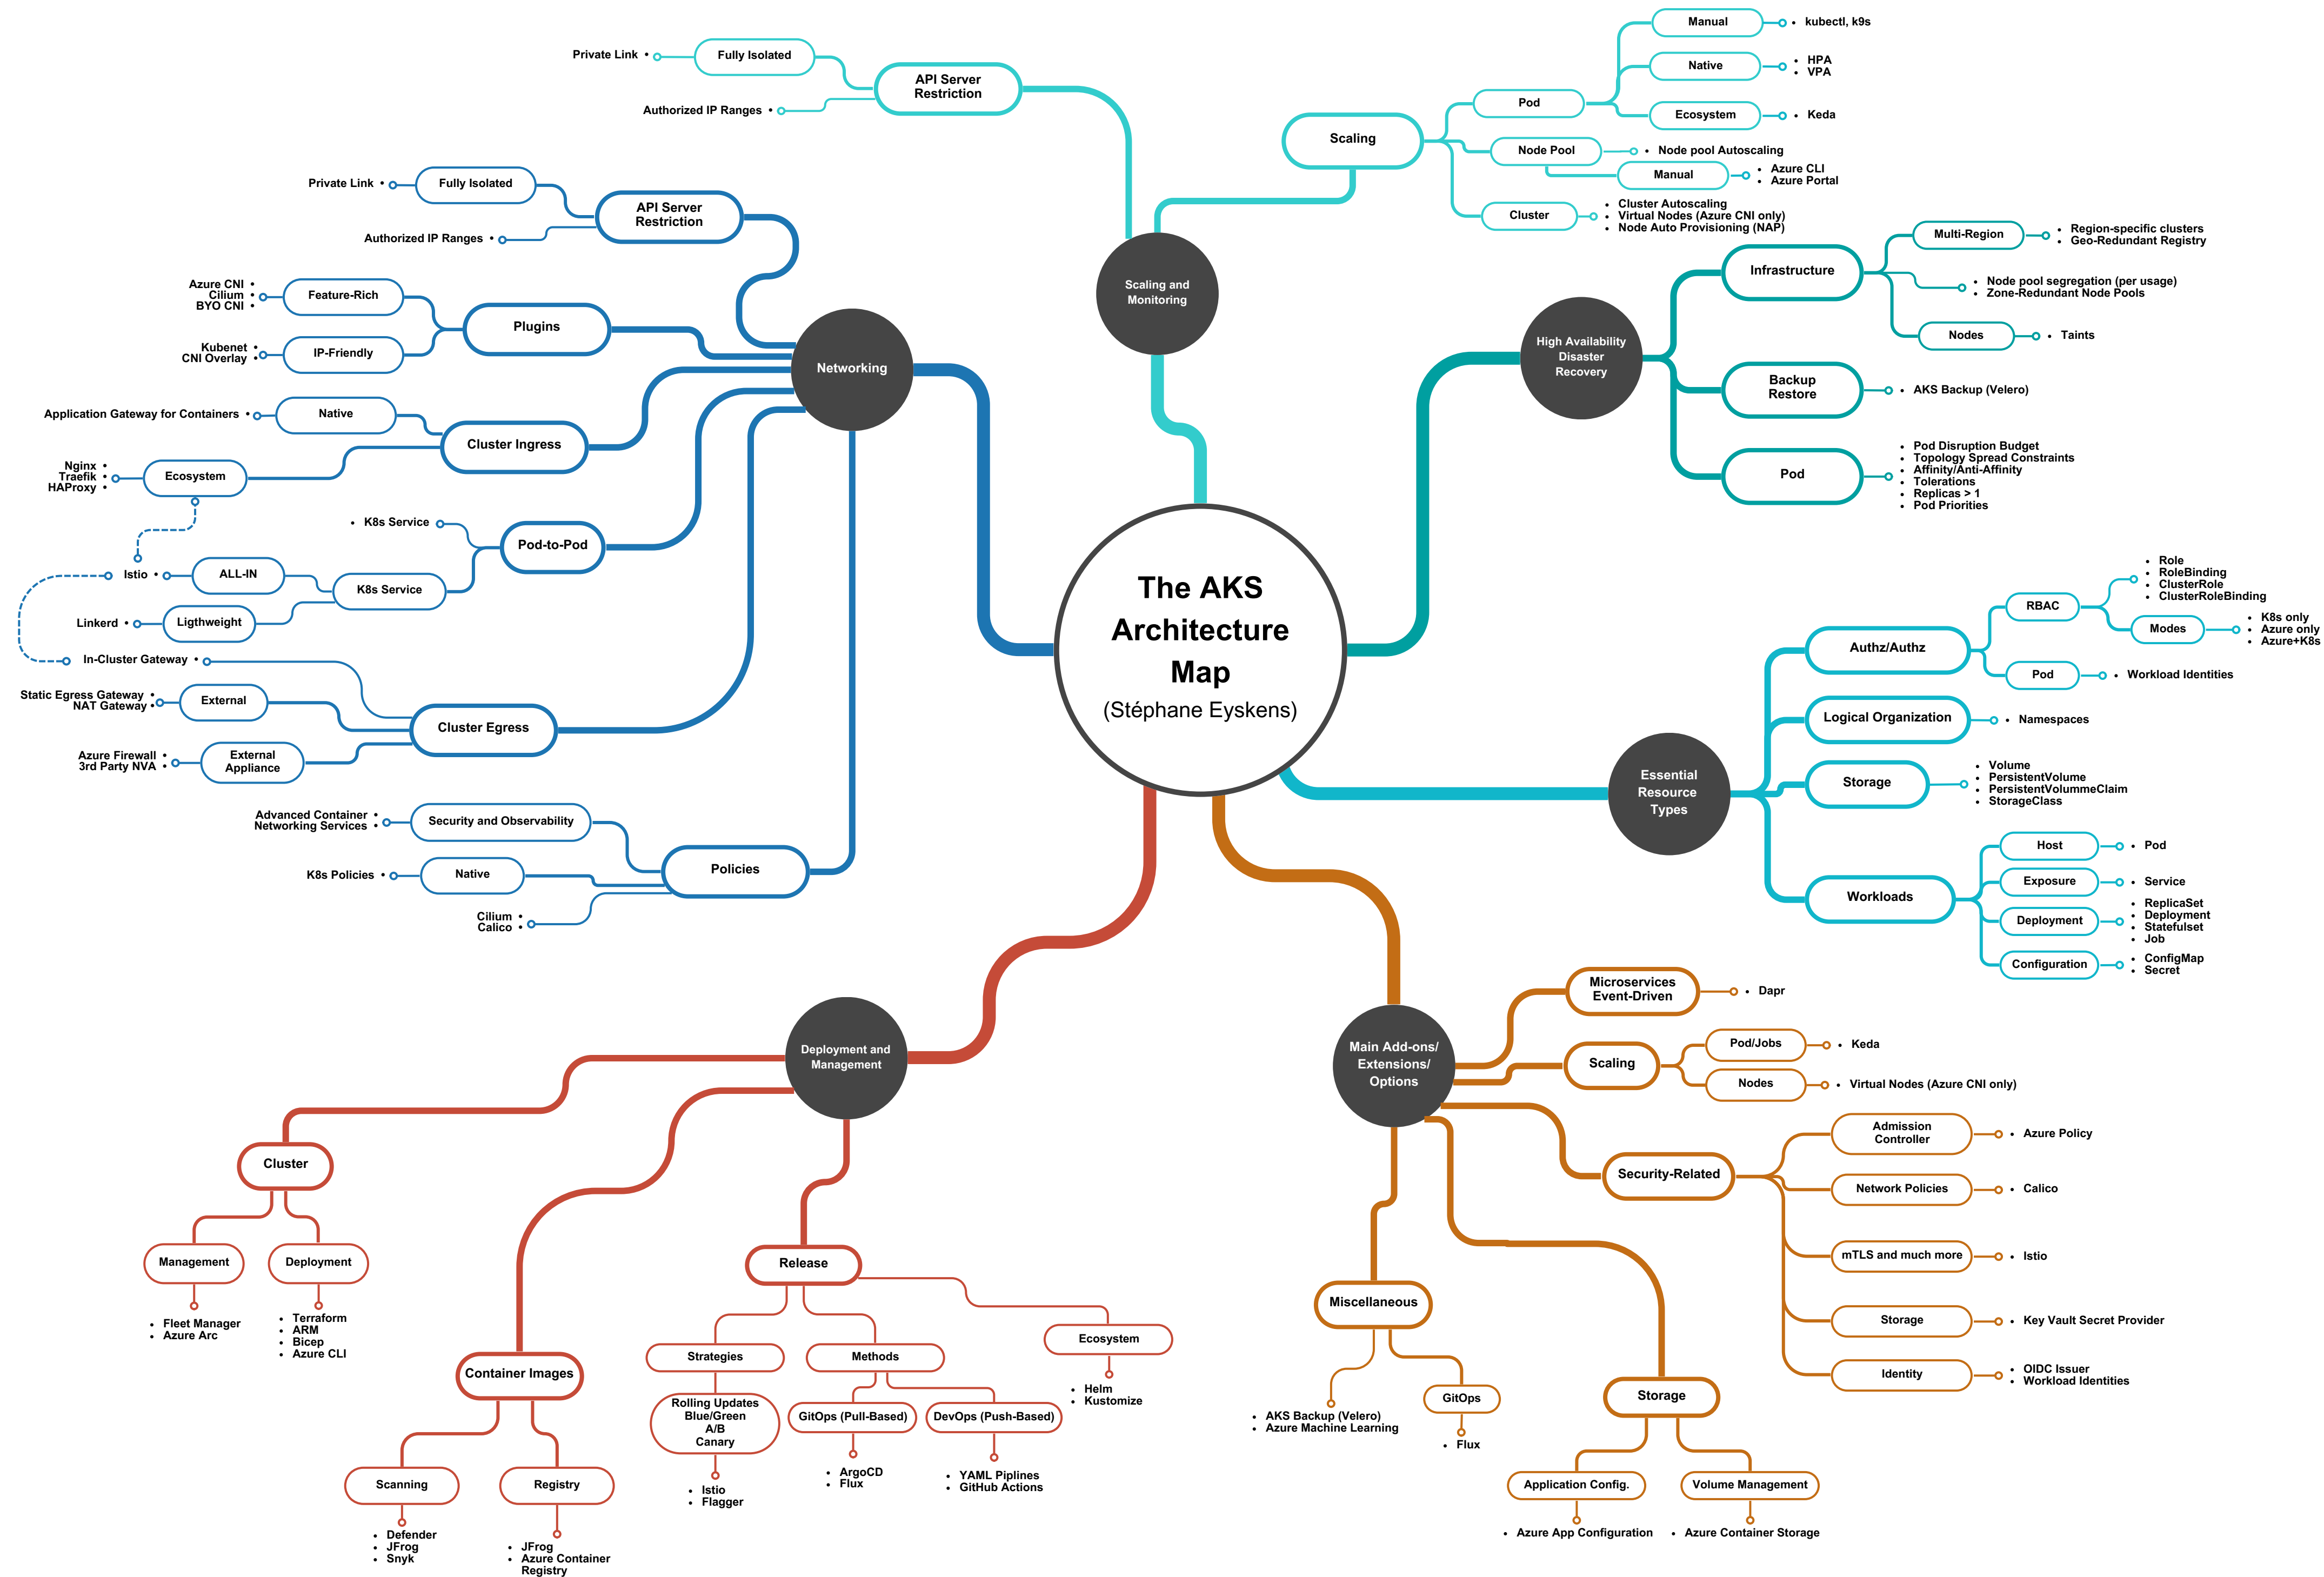 The AKS
Architecture
Map
(Stéphane Eyskens)
Scaling and
Monitoring
API Server
Restriction
Fully Isolated
• Private Link
• Authorized IP Ranges
Scaling
Pod
Manual
• kubectl, k9s
Native
• HPA
• VPA
Ecosystem
• Keda
Node Pool
• Node pool Autoscaling
Manual
• Azure CLI
• Azure Portal
Cluster
• Cluster Autoscaling
• Virtual Nodes (Azure CNI only)
• Node Auto Provisioning (NAP)
High Availability
Disaster
Recovery
Infrastructure
Multi-Region
• Region-specific clusters
• Geo-Redundant Registry
• Node pool segregation (per usage)
• Zone-Redundant Node Pools
Nodes
• Taints
Backup
Restore
• AKS Backup (Velero)
Pod
• Pod Disruption Budget
• Topology Spread Constraints
• Affinity/Anti-Affinity
• Tolerations
• Replicas > 1
• Pod Priorities
Essential
Resource
Types
Authz/Authz
RBAC
• Role
• RoleBinding
• ClusterRole
• ClusterRoleBinding
Modes
• K8s only
• Azure only
• Azure+K8s
Pod
• Workload Identities
Logical Organization
• Namespaces
Storage
• Volume
• PersistentVolume
• PersistentVolummeClaim
• StorageClass
Workloads
Host
• Pod
Exposure
• Service
Deployment
• ReplicaSet
• Deployment
• Statefulset
• Job
Configuration
• ConfigMap
• Secret
Main Add-ons/
Extensions/
Options
Microservices
Event-Driven
• Dapr
Scaling
Pod/Jobs
• Keda
Nodes
• Virtual Nodes (Azure CNI only)
Security-Related
Admission
Controller
• Azure Policy
Network Policies
• Calico
mTLS and much more
• Istio
Storage
• Key Vault Secret Provider
Identity
• OIDC Issuer
• Workload Identities
Miscellaneous
• AKS Backup (Velero)
• Azure Machine Learning
GitOps
• Flux
Storage
Application Config.
• Azure App Configuration
Volume Management
• Azure Container Storage
Deployment and
Management
Cluster
Management
• Fleet Manager
• Azure Arc
Deployment
• Terraform
• ARM
• Bicep
• Azure CLI
Container Images
Scanning
• Defender
• JFrog
• Snyk
Registry
• JFrog
• Azure Container
Registry
Release
Strategies
Rolling Updates
Blue/Green
A/B
Canary
• Istio
• Flagger
Methods
GitOps (Pull-Based)
• ArgoCD
• Flux
DevOps (Push-Based)
• YAML Piplines
• GitHub Actions
Ecosystem
• Helm
• Kustomize
Networking
API Server
Restriction
Fully Isolated
Private Link •
Authorized IP Ranges •
Plugins
Feature-Rich
Azure CNI •
Cilium •
BYO CNI •
IP-Friendly
Kubenet •
CNI Overlay •
Cluster Ingress
Native
Application Gateway for Containers •
Ecosystem
Nginx •
Traefik •
HAProxy •
Pod-to-Pod
• K8s Service
K8s Service
ALL-IN
Istio •
Ligthweight
Linkerd •
Cluster Egress
In-Cluster Gateway •
External
Static Egress Gateway •
NAT Gateway •
External
Appliance
Azure Firewall •
3rd Party NVA •
Policies
Security and Observability
Advanced Container •
Networking Services •
Native
K8s Policies •
Cilium •
Calico •